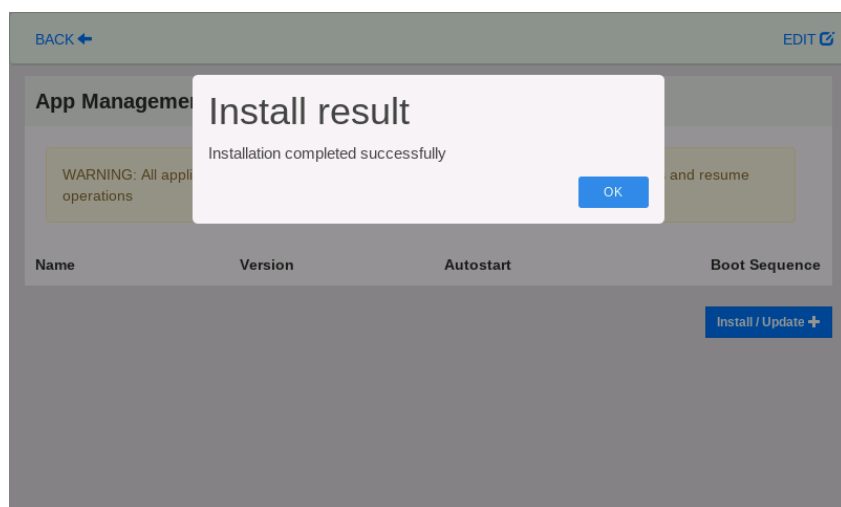 BACK
EDIT
App Manageme
Install result
Installation completed successfully
OK
WARNING: All appli
and resume
operations
Name Version Autostart Boot Sequence
Install / Update